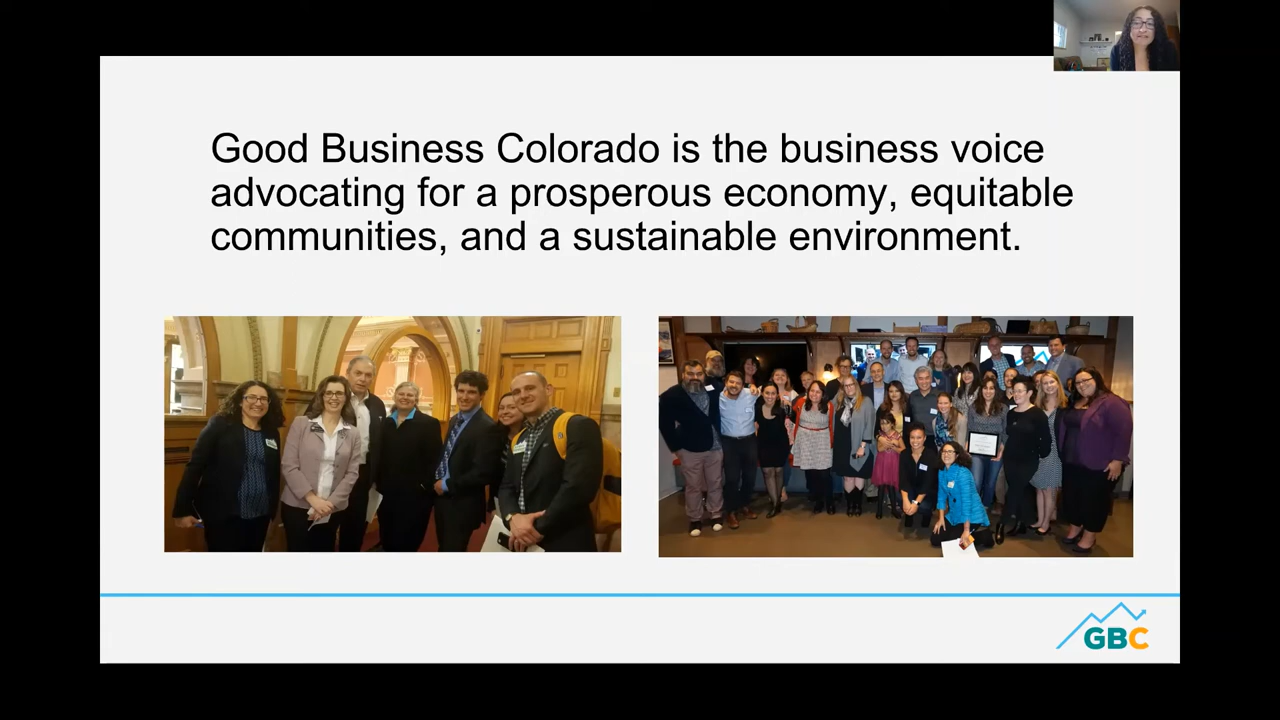 Good Business Colorado is the business voice
advocating for a prosperous economy, equitable
communities, and a sustainable environment.
GBC